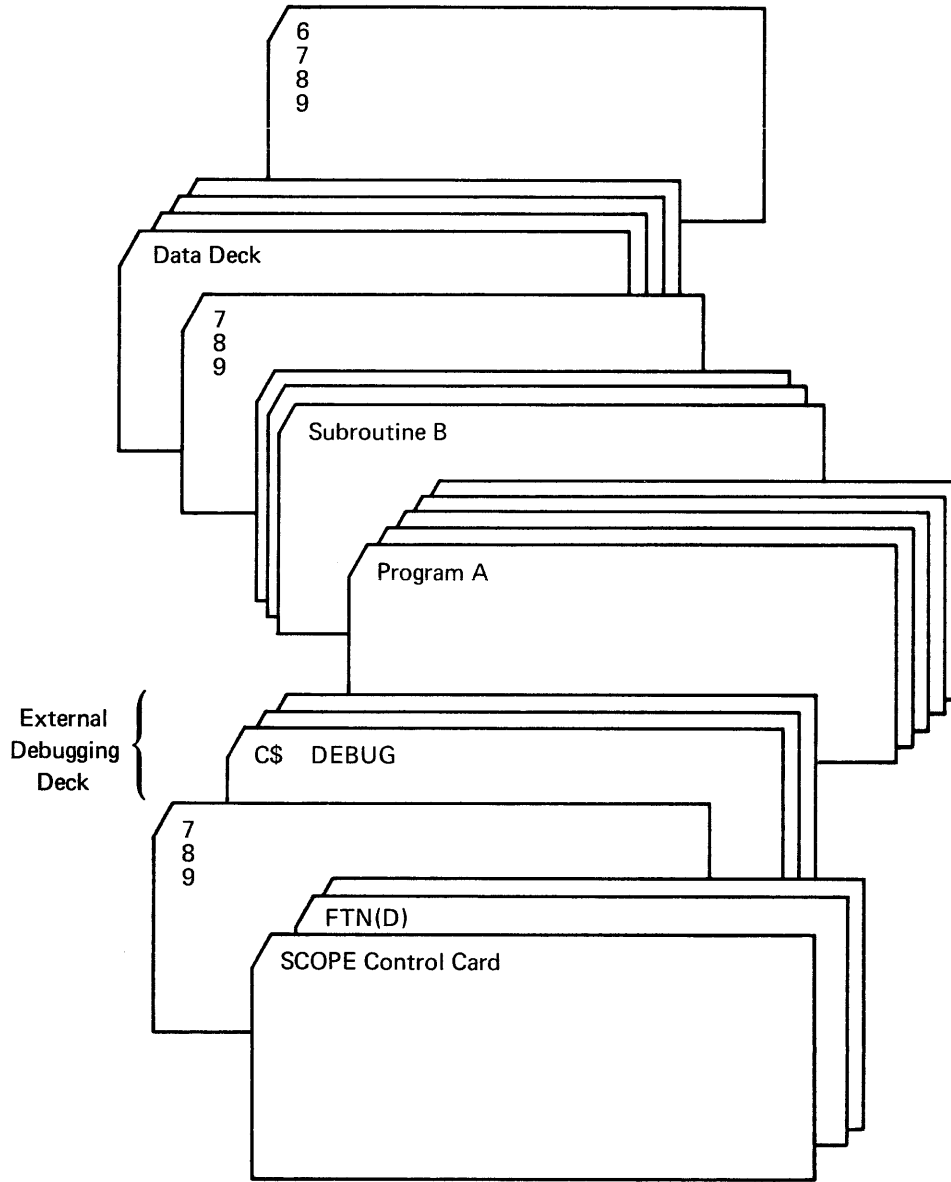 6
7
8
9
Data Deck
7
8
9
Subroutine B
Program A
External
Debugging
Deck
C$ DEBUG
7
8
9
FTN(D)
SCOPE Control Card